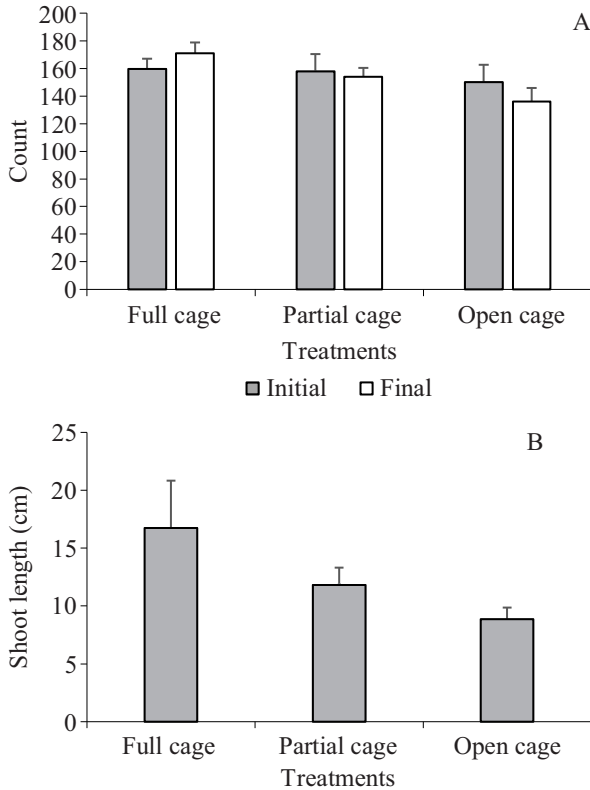 A
200
180
160
140
120
100
80
60
40
20
0
Count
Full cage Partial cage Open cage
Treatments
Initial Final
B
25
20
15
10
5
0
Shoot length (cm)
Full cage Partial cage Open cage
Treatments